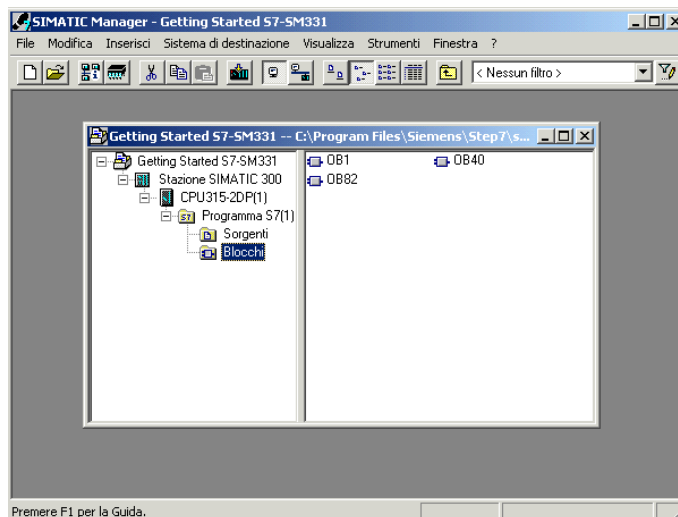 SIMATIC Manager - Getting Started S7-SM331
File Modifica Inserisci Sistema di destinazione Visualizza Strumenti Finestra ?
< Nessun filtro >
Getting Started S7-SM331 -- C:\Program Files\Siemens\Step7\s...
Getting Started S7-SM331
Stazione SIMATIC 300
CPU315-2DP(1)
Programma S7(1)
Sorgenti
Blocchi
OB1 OB40
OB82
Premere F1 per la Guida.